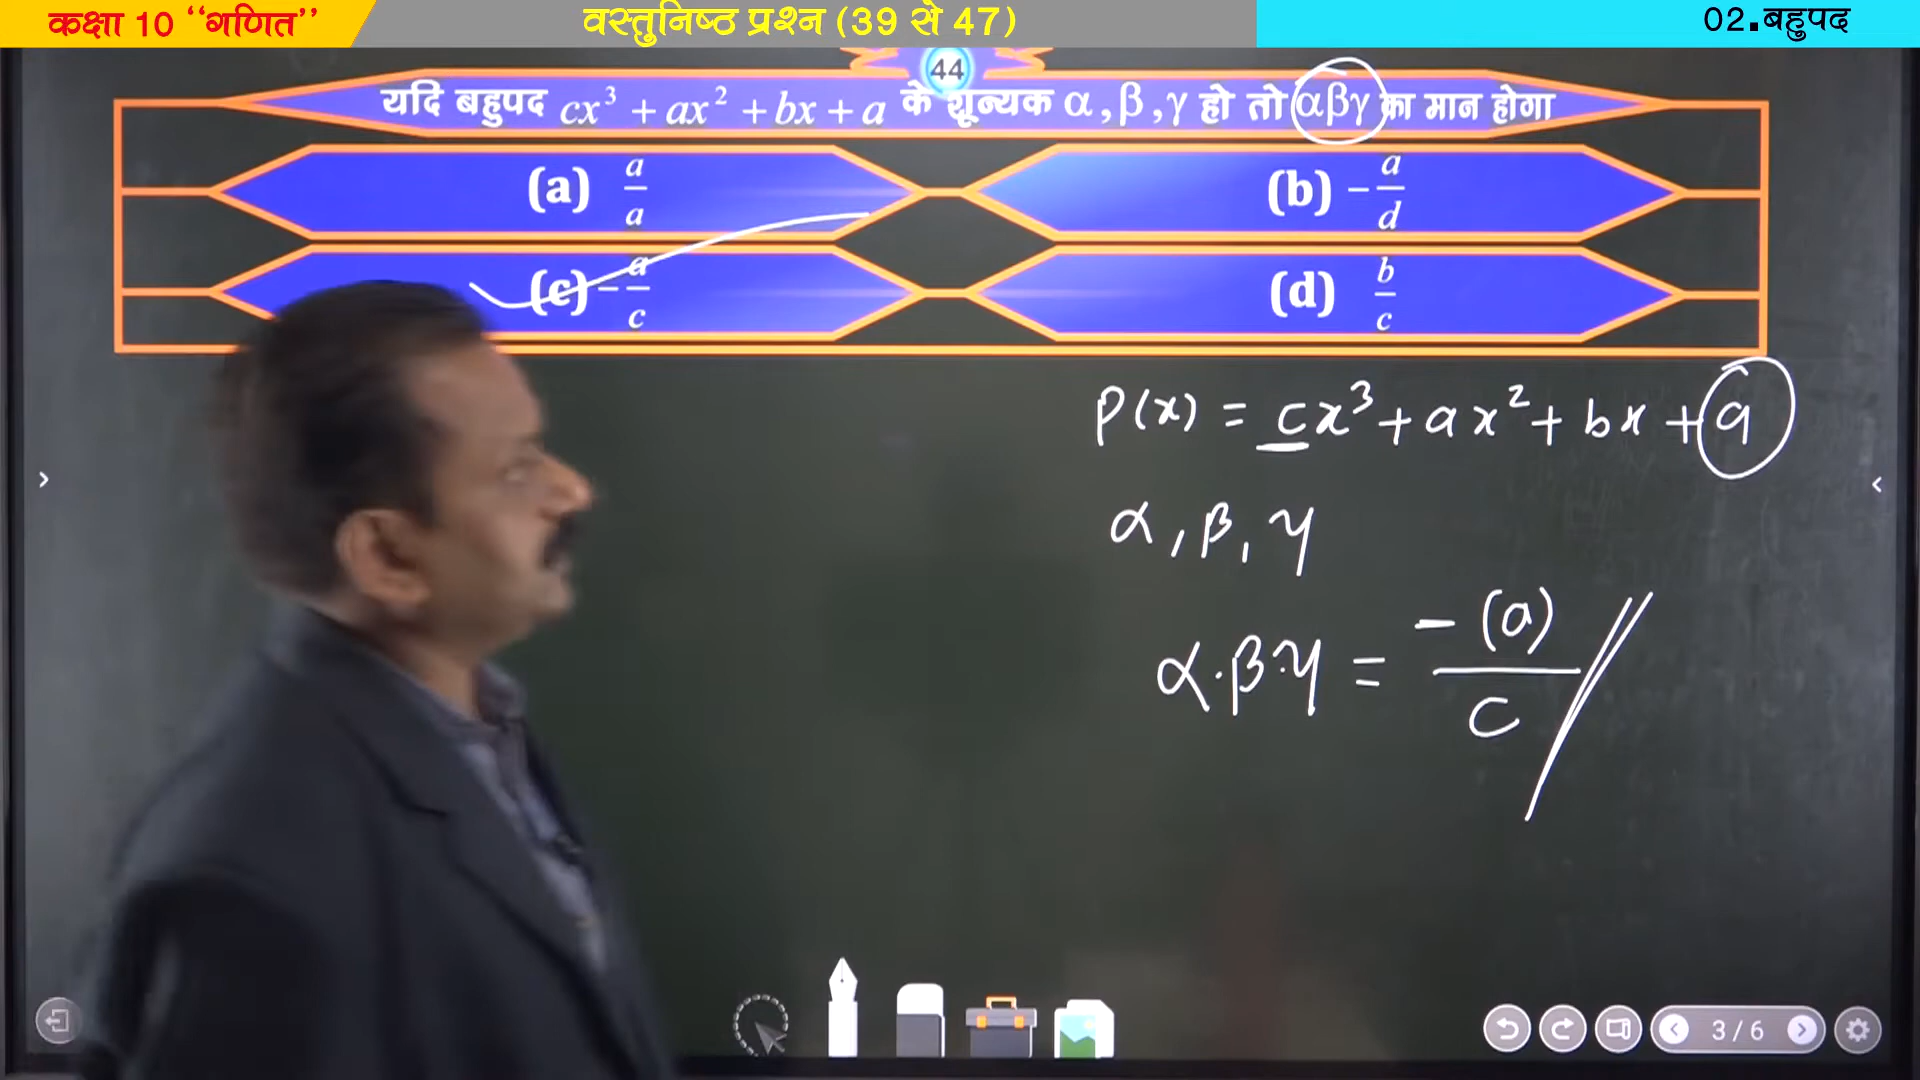 कक्षा 10 “गणित”
वस्तुनिष्ठ प्रश्न (39 से 47)
02.बहुपद
44
यदि बहुपद cx³ + ax² + bx + a के शून्यक α , β , γ हो तो αβγ का मान होगा
(a) a/a
(b) -a/d
(c) -a/c
(d) b/c
P(x) = cx³ + ax² + bx + a
α , β , γ
α . β . γ = -(a)/c
3 / 6